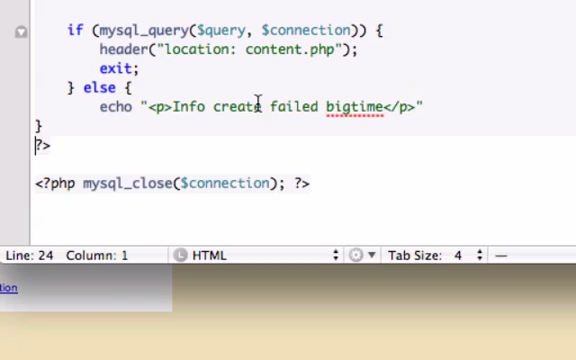 if (mysql_query($query, $connection)) {
header("location: content.php");
exit;
} else {
echo "<p>Info create failed bigtime</p>"
}
?>
<?php mysql_close($connection); ?>
Line: 24 Column: 1 L HTML Tab Size: 4 —
tion